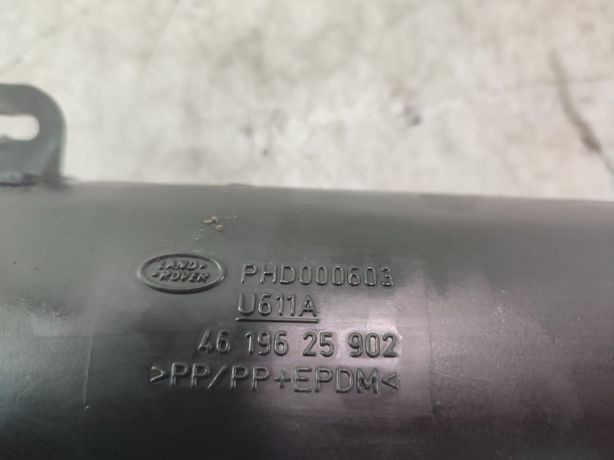 LAND-
-ROVER
PHD000603
U611A
46 196 25 902
>PP/PP+EPDM<